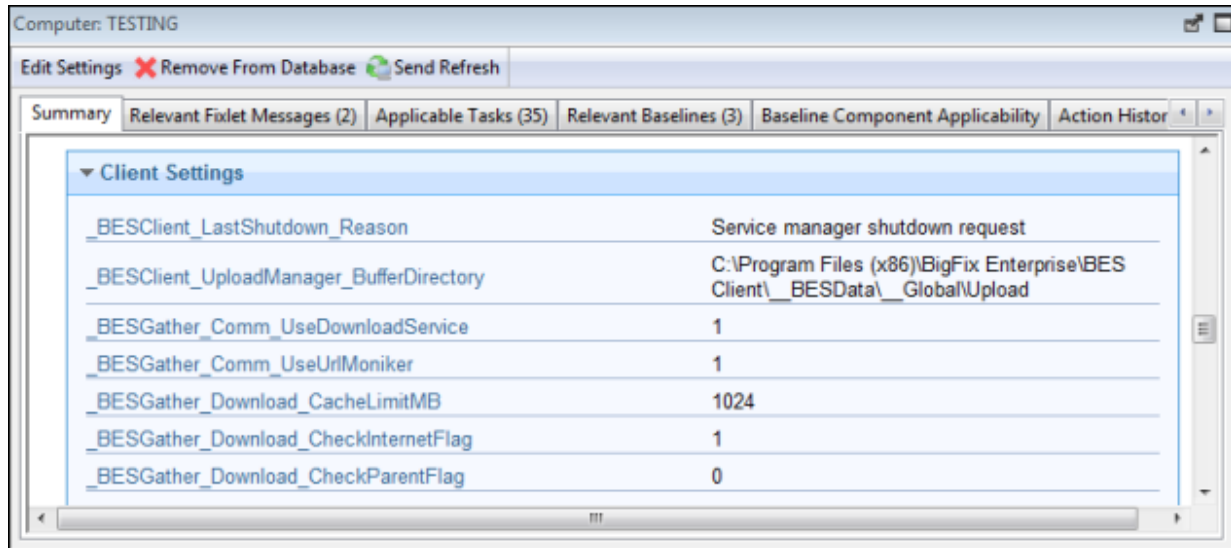 Computer: TESTING
Edit Settings Remove From Database Send Refresh
Summary Relevant Fixlet Messages (2) Applicable Tasks (35) Relevant Baselines (3) Baseline Component Applicability Action Histor
Client Settings
_BESClient_LastShutdown_Reason Service manager shutdown request
_BESClient_UploadManager_BufferDirectory C:\Program Files (x86)\BigFix Enterprise\BES
Client\__BESData\__Global\Upload
_BESGather_Comm_UseDownloadService 1
_BESGather_Comm_UseUrlMoniker 1
_BESGather_Download_CacheLimitMB 1024
_BESGather_Download_CheckInternetFlag 1
_BESGather_Download_CheckParentFlag 0